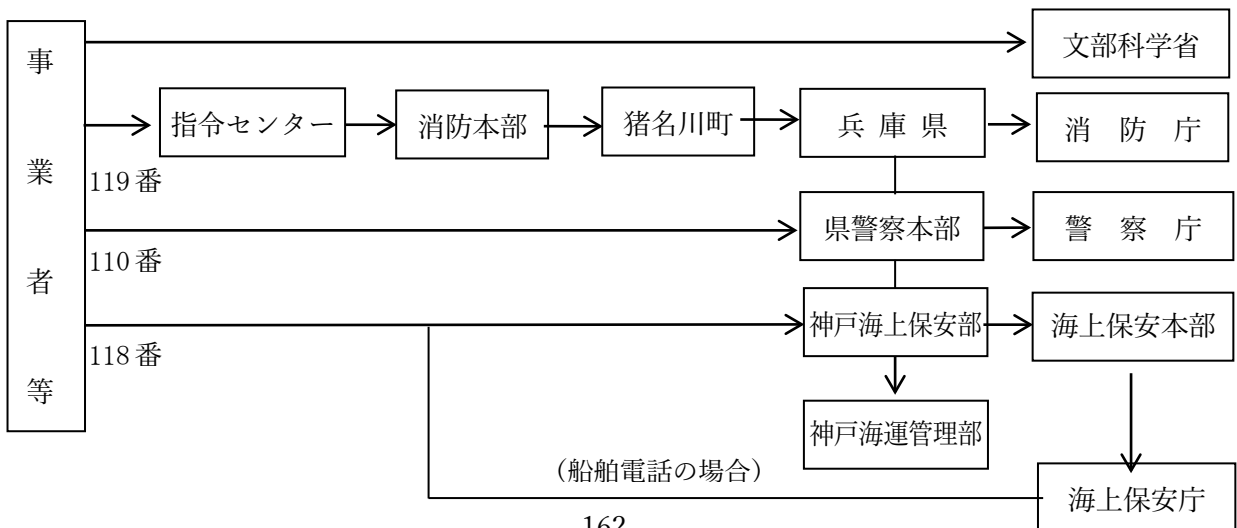 事業者等
文部科学省
指令センター
消防本部
猪名川町
兵庫県
消防庁
119番
県警察本部
警察庁
110番
神戸海上保安部
海上保安本部
118番
神戸海運管理部
(船舶電話の場合)
海上保安庁
162